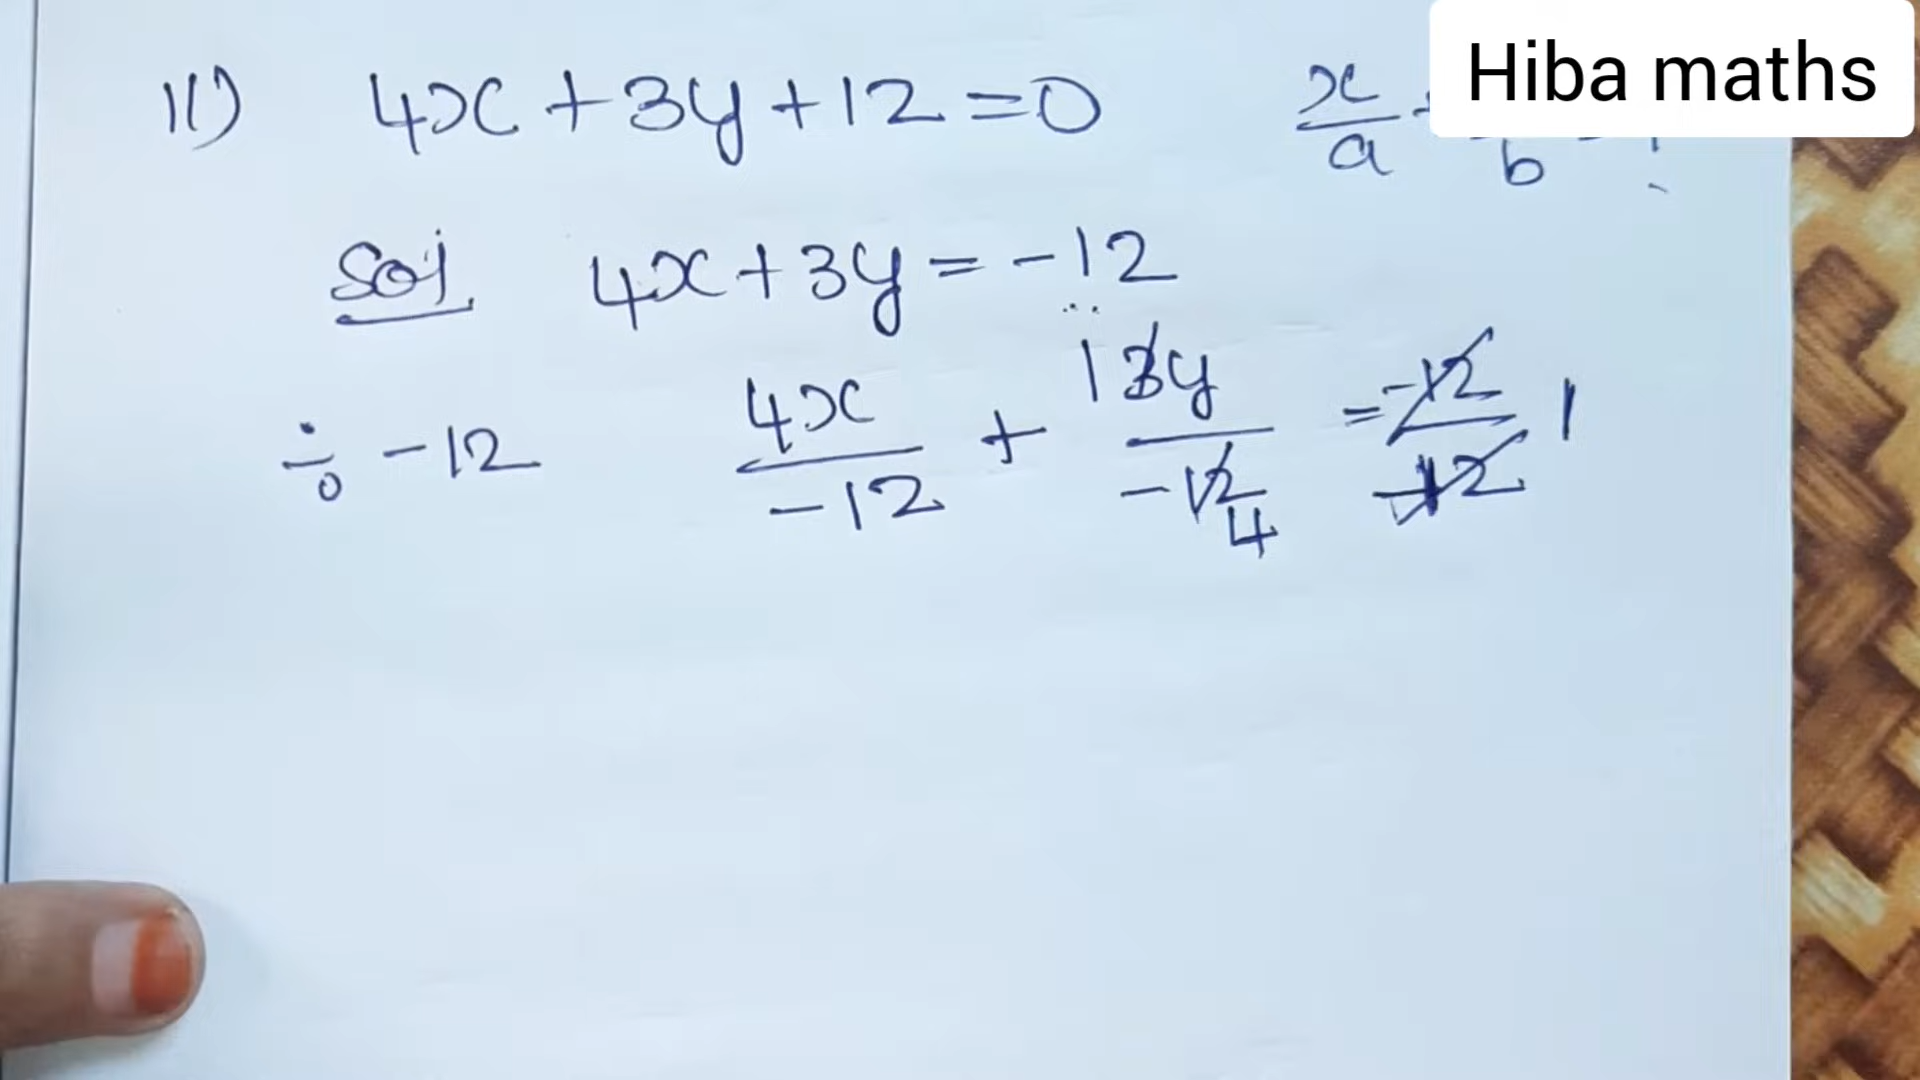 Hiba maths
11) 4x + 3y + 12 = 0 x/a b
Sol 4x + 3y = -12
÷ -12 4x/-12 + 1 3y/-12 4 = -12/-12 1